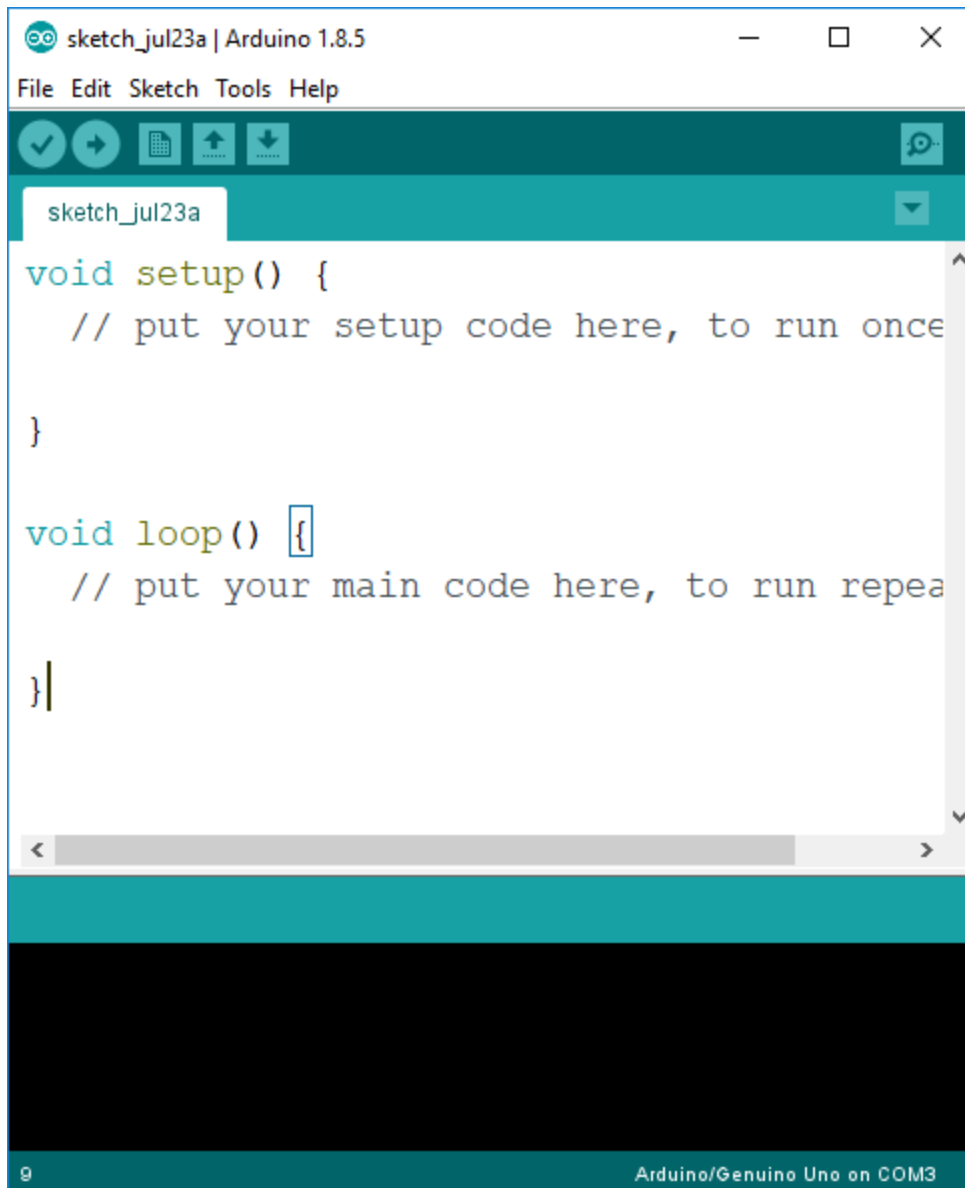 sketch_jul23a | Arduino 1.8.5
File Edit Sketch Tools Help
sketch_jul23a
void setup() {
  // put your setup code here, to run once
}
void loop() {
  // put your main code here, to run repea
}
9
Arduino/Genuino Uno on COM3